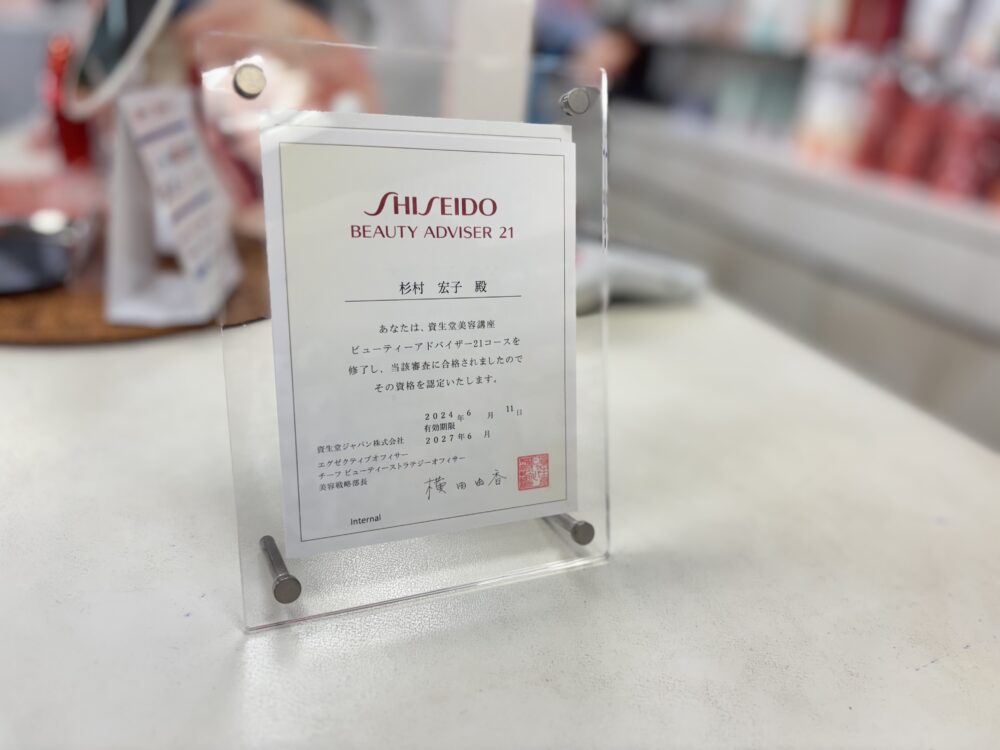 SHISEIDO
BEAUTY ADVISER 21
杉村 宏子 殿
あなたは、資生堂美容講座
ビューティーアドバイザー21コースを
修了し、当該審査に合格されましたので
その資格を認定いたします。
2024年6月11日
有効期限
2027年6月
資生堂ジャパン株式会社
エグゼクティブオフィサー
チーフ ビューティーストラテジーオフィサー
美容戦略部長
横田由香
Internal